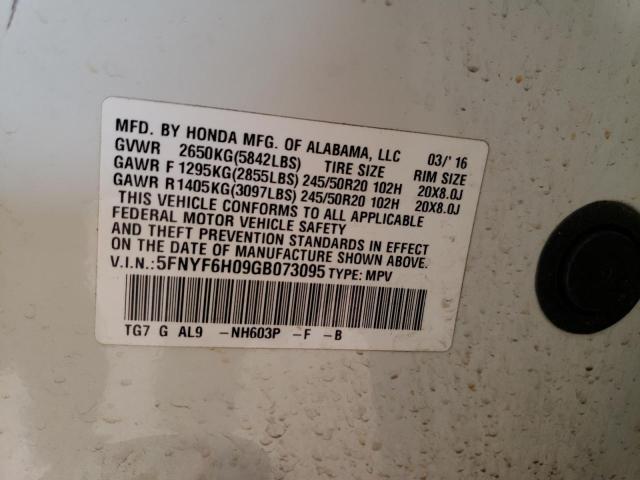 MFD. BY HONDA MFG. OF ALABAMA, LLC 03/'16
GVWR 2650KG(5842LBS) TIRE SIZE RIM SIZE
GAWR F 1295KG(2855LBS) 245/50R20 102H 20X8.0J
GAWR R1405KG(3097LBS) 245/50R20 102H 20X8.0J
THIS VEHICLE CONFORMS TO ALL APPLICABLE
FEDERAL MOTOR VEHICLE SAFETY
AND THEFT PREVENTION STANDARDS IN EFFECT
ON THE DATE OF MANUFACTURE SHOWN ABOVE.
V.I.N.:5FNYF6H09GB073095 TYPE: MPV
TG7 G AL9 -NH603P -F -B